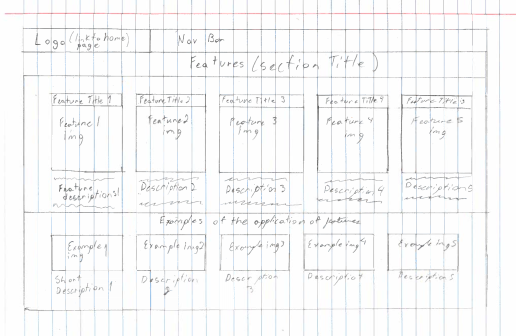 Logo (link to home page) Nav Bar
Features (section Title)
Feature Title 1 Feature Title 2 Feature Title 3 Feature Title 4 Feature Title 5
Feature 1 img Feature 2 img Feature 3 img Feature 4 img Feature 5 img
Feature descriptions 1 Description 2 Description 3 Description 4 Description 5
Examples of the application of features
Example 1 img Example img 2 Example img 3 Example img 4 Example img 5
Short Description 1 Description 2 Description 3 Description 4 Description 5